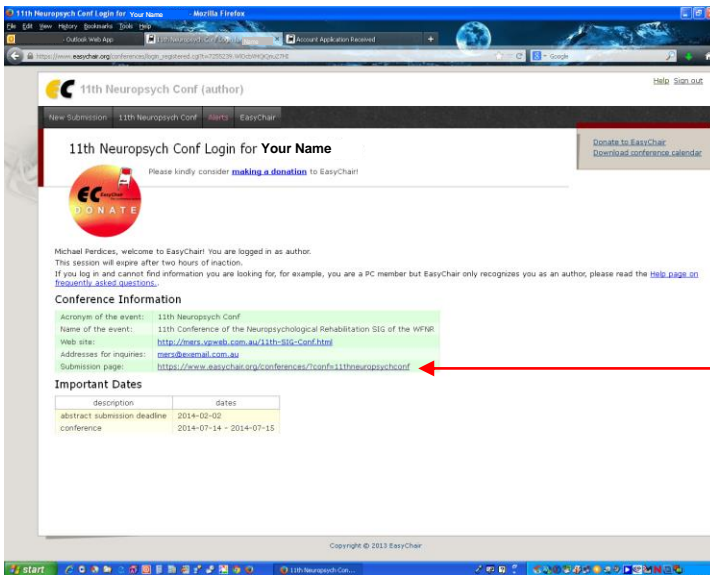 11th Neuropsych Conf Login for Your Name - Mozilla Firefox
File Edit View History Bookmarks Tools Help
Outlook Web App
Account Application Received
Google
Help Sign out
EC 11th Neuropsych Conf (author)
New Submission 11th Neuropsych Conf Alerts EasyChair
Donate to EasyChair
Download conference calendar
11th Neuropsych Conf Login for Your Name
Please kindly consider making a donation to EasyChair!
EC EasyChair
DONATE
Michael Perdices, welcome to EasyChair! You are logged in as author.
This session will expire after two hours of inaction.
If you log in and cannot find information you are looking for, for example, you are a PC member but EasyChair only recognizes you as an author, please read the Help page on
frequently asked questions.
Conference Information
Acronym of the event: 11th Neuropsych Conf
Name of the event: 11th Conference of the Neuropsychological Rehabilitation SIG of the WFNR
Web site: http://mers.vpweb.com.au/11th-SIG-Conf.html
Addresses for inquiries: mers@exemail.com.au
Submission page: https://www.easychair.org/conferences/?conf=11thneuropsychconf
Important Dates
description dates
abstract submission deadline 2014-02-02
conference 2014-07-14 - 2014-07-15
Copyright © 2013 EasyChair
start 11th Neuropsych Con...